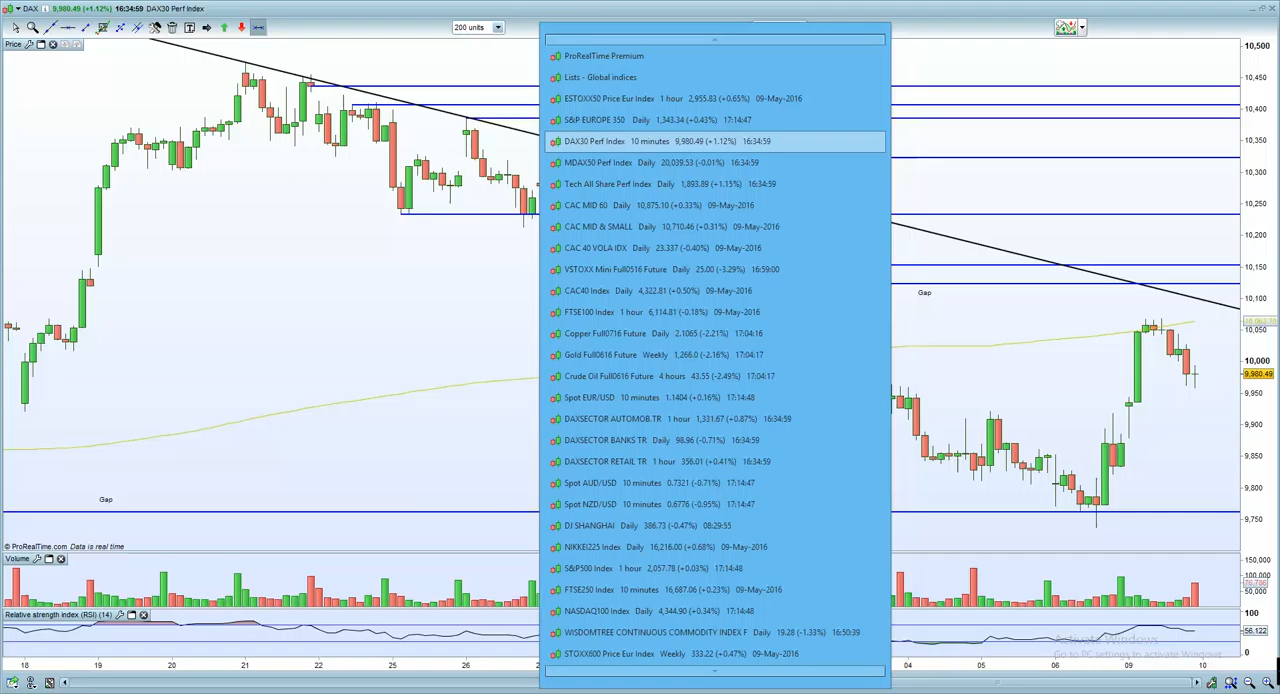 DAX 9,980.49 (+1.12%) 16:34:59 DAX30 Perf Index
200 units
Price
ProRealTime Premium
Lists - Global indices
ESTOXX50 Price Eur Index 1 hour 2,955.83 (+0.65%) 09-May-2016
S&P EUROPE 350 Daily 1,343.34 (+0.43%) 17:14:47
DAX30 Perf Index 10 minutes 9,980.49 (+1.12%) 16:34:59
MDAX50 Perf Index Daily 20,039.53 (-0.01%) 16:34:59
Tech All Share Perf Index Daily 1,893.89 (+1.15%) 16:34:59
CAC MID 60 Daily 10,875.10 (+0.33%) 09-May-2016
CAC MID & SMALL Daily 10,710.46 (+0.31%) 09-May-2016
CAC 40 VOLA IDX Daily 23.337 (-0.40%) 09-May-2016
VSTOXX Mini Full0516 Future Daily 25.00 (-3.29%) 16:59:00
CAC40 Index Daily 4,322.81 (+0.50%) 09-May-2016
FTSE100 Index 1 hour 6,114.81 (-0.18%) 09-May-2016
Copper Full0716 Future Daily 2.1065 (-2.21%) 17:04:16
Gold Full0616 Future Weekly 1,266.0 (-2.16%) 17:04:17
Crude Oil Full0616 Future 4 hours 43.55 (-2.49%) 17:04:17
Spot EUR/USD 10 minutes 1.1404 (+0.16%) 17:14:48
DAXSECTOR AUTOMOB.TR 1 hour 1,331.67 (+0.87%) 16:34:59
DAXSECTOR BANKS TR Daily 98.96 (-0.71%) 16:34:59
DAXSECTOR RETAIL TR 1 hour 356.01 (+0.41%) 16:34:59
Spot AUD/USD 10 minutes 0.7321 (-0.71%) 17:14:47
Spot NZD/USD 10 minutes 0.6776 (-0.95%) 17:14:47
DJ SHANGHAI Daily 386.73 (-0.47%) 08:29:55
NIKKEI225 Index Daily 16,216.00 (+0.68%) 09-May-2016
S&P500 Index 1 hour 2,057.78 (+0.03%) 17:14:48
FTSE250 Index 10 minutes 16,687.06 (+0.23%) 09-May-2016
NASDAQ100 Index Daily 4,344.90 (+0.34%) 17:14:48
WISDOMTREE CONTINUOUS COMMODITY INDEX F Daily 19.28 (-1.33%) 16:50:39
STOXX600 Price Eur Index Weekly 333.22 (+0.47%) 09-May-2016
10,500
10,450
10,400
10,350
10,300
10,250
10,200
10,150
10,100
10,050
10,000
9,980.49
9,950
9,900
9,850
9,800
9,750
Gap
Gap
© ProRealTime.com Data is real time
Volume
150,000
100,000
50,000
Relative strength index (RSI) (14)
100
56.122
0
Activate Windows
Go to PC settings to activate Windows.
18
19
20
21
22
25
26
2
04
05
06
09
10